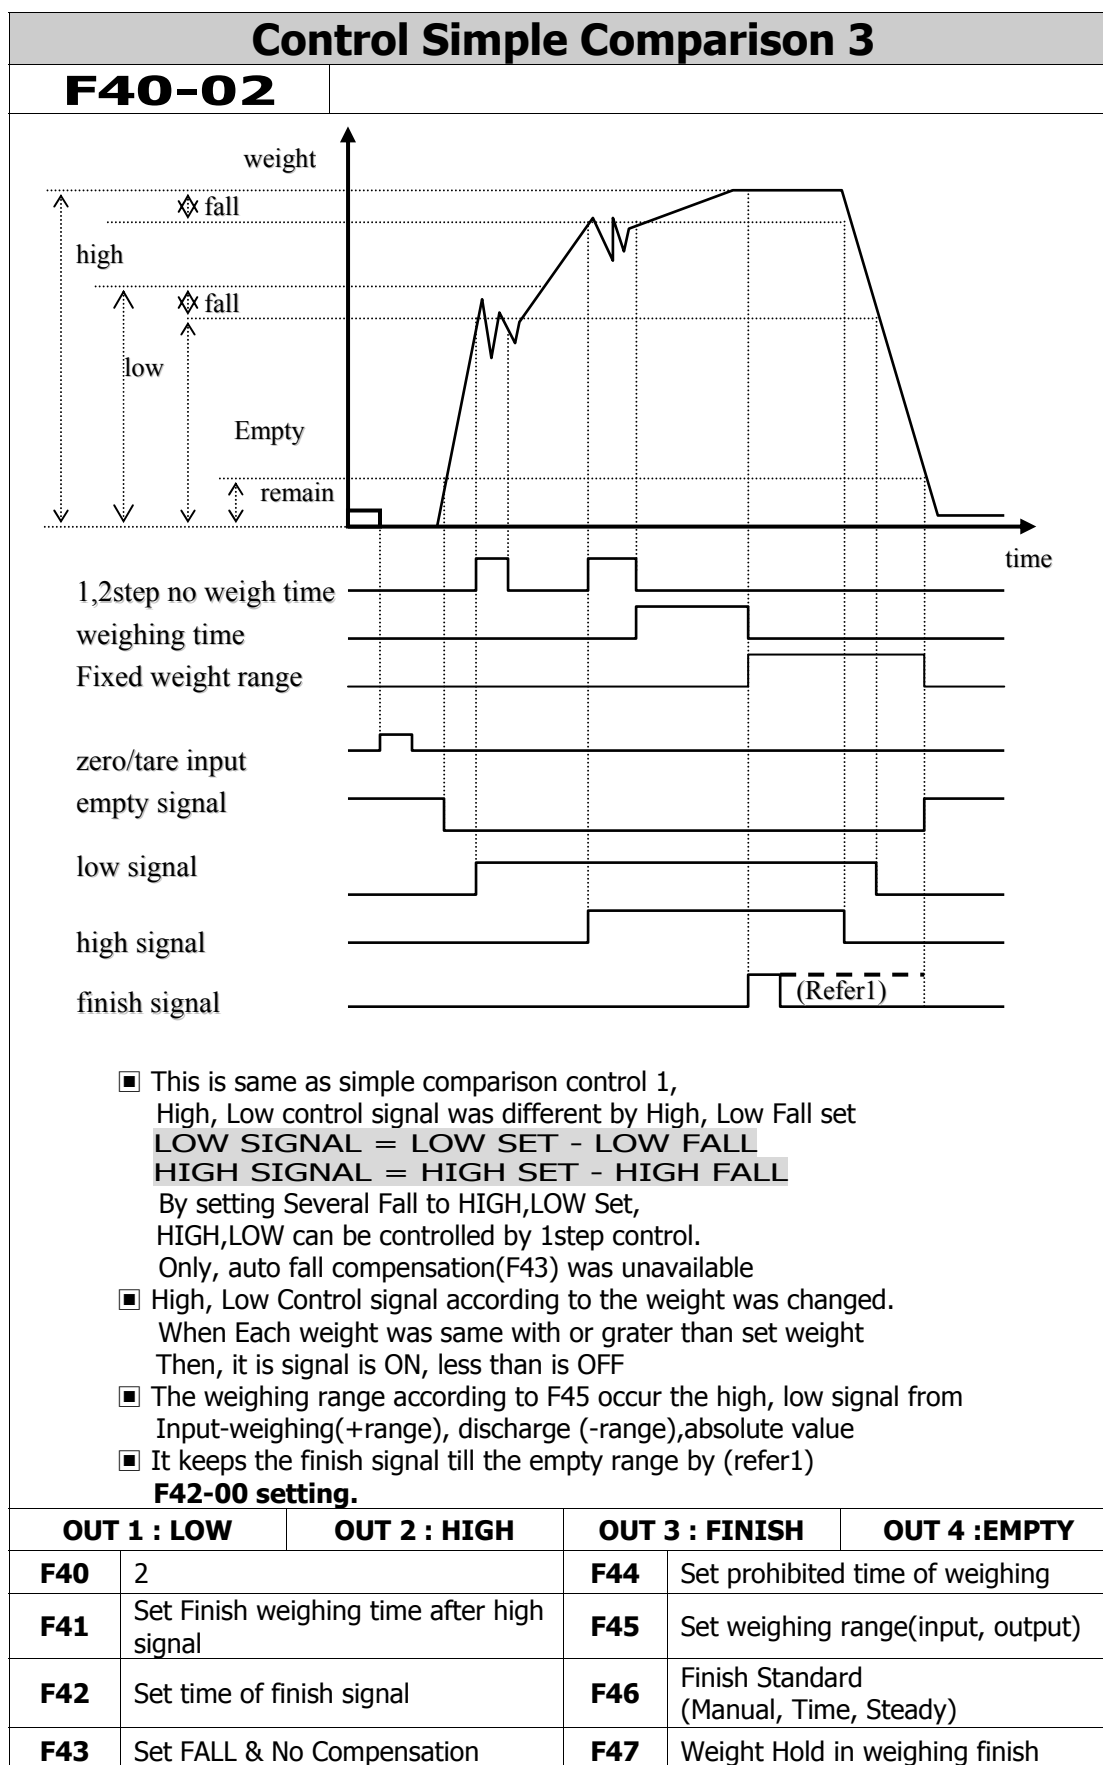 Control Simple Comparison 3
F40-02
weight
fall
high
fall
low
Empty
remain
time
1,2step no weigh time
weighing time
Fixed weight range
zero/tare input
empty signal
low signal
high signal
finish signal
(Refer1)
▣ This is same as simple comparison control 1,
High, Low control signal was different by High, Low Fall set
LOW SIGNAL = LOW SET - LOW FALL
HIGH SIGNAL = HIGH SET - HIGH FALL
By setting Several Fall to HIGH,LOW Set,
HIGH,LOW can be controlled by 1step control.
Only, auto fall compensation(F43) was unavailable
▣ High, Low Control signal according to the weight was changed.
When Each weight was same with or grater than set weight
Then, it is signal is ON, less than is OFF
▣ The weighing range according to F45 occur the high, low signal from
Input-weighing(+range), discharge (-range),absolute value
▣ It keeps the finish signal till the empty range by (refer1)
F42-00 setting.
OUT 1 : LOW OUT 2 : HIGH OUT 3 : FINISH OUT 4 :EMPTY
F40 2 F44 Set prohibited time of weighing
F41 Set Finish weighing time after high
signal F45 Set weighing range(input, output)
F42 Set time of finish signal F46 Finish Standard
(Manual, Time, Steady)
F43 Set FALL & No Compensation F47 Weight Hold in weighing finish